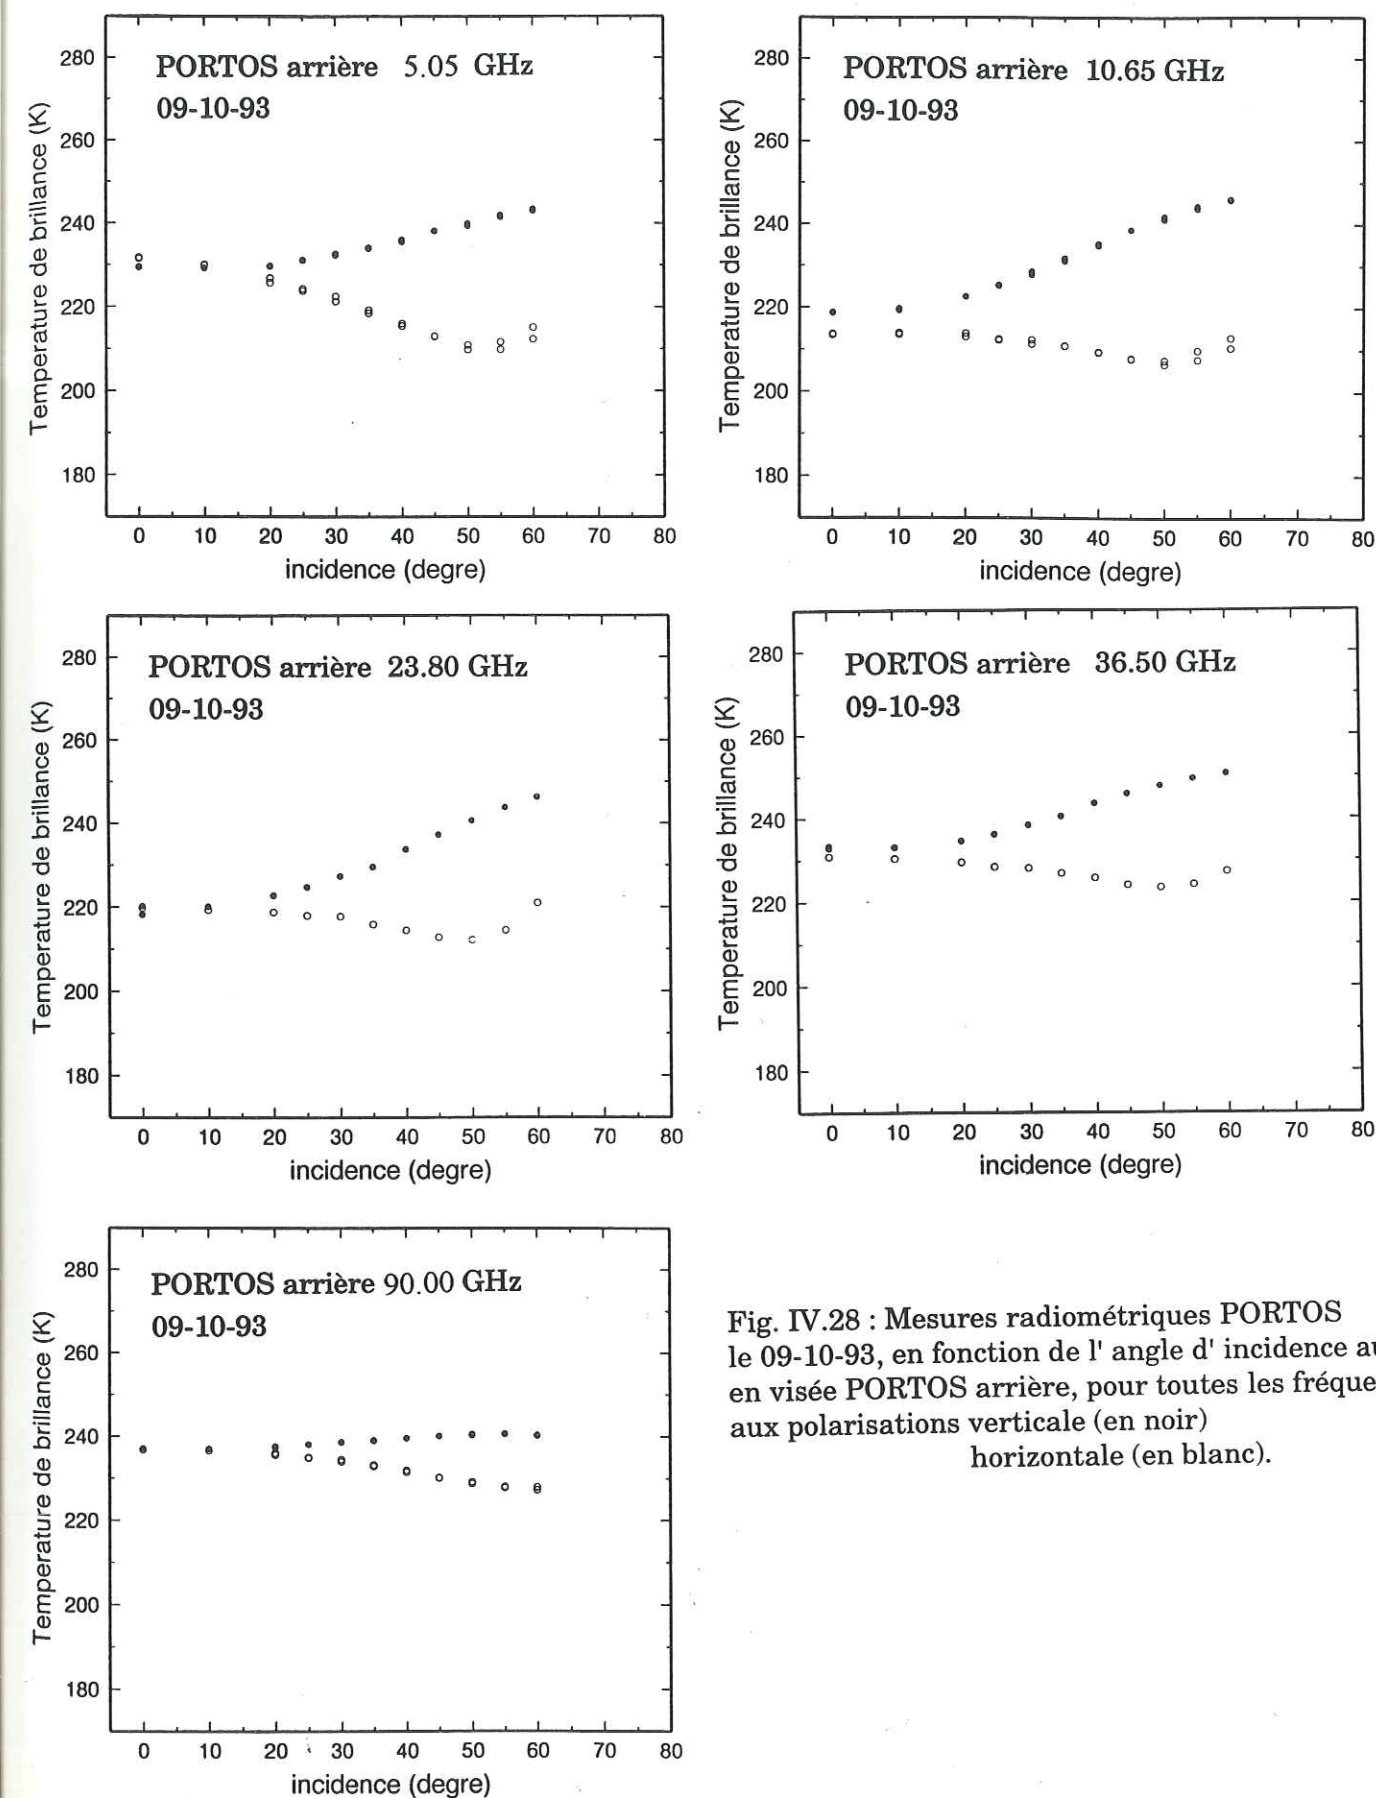 PORTOS arrière 5.05 GHz
09-10-93
Temperature de brillance (K)
280
260
240
220
200
180
0 10 20 30 40 50 60 70 80
incidence (degre)
PORTOS arrière 10.65 GHz
09-10-93
Temperature de brillance (K)
280
260
240
220
200
180
0 10 20 30 40 50 60 70 80
incidence (degre)
PORTOS arrière 23.80 GHz
09-10-93
Temperature de brillance (K)
280
260
240
220
200
180
0 10 20 30 40 50 60 70 80
incidence (degre)
PORTOS arrière 36.50 GHz
09-10-93
Temperature de brillance (K)
280
260
240
220
200
180
0 10 20 30 40 50 60 70 80
incidence (degre)
PORTOS arrière 90.00 GHz
09-10-93
Temperature de brillance (K)
280
260
240
220
200
180
0 10 20 30 40 50 60 70 80
incidence (degre)
Fig. IV.28 : Mesures radiométriques PORTOS
le 09-10-93, en fonction de l' angle d' incidence
en visée PORTOS arrière, pour toutes les
aux polarisations verticale (en noir)
horizontale (en blanc).